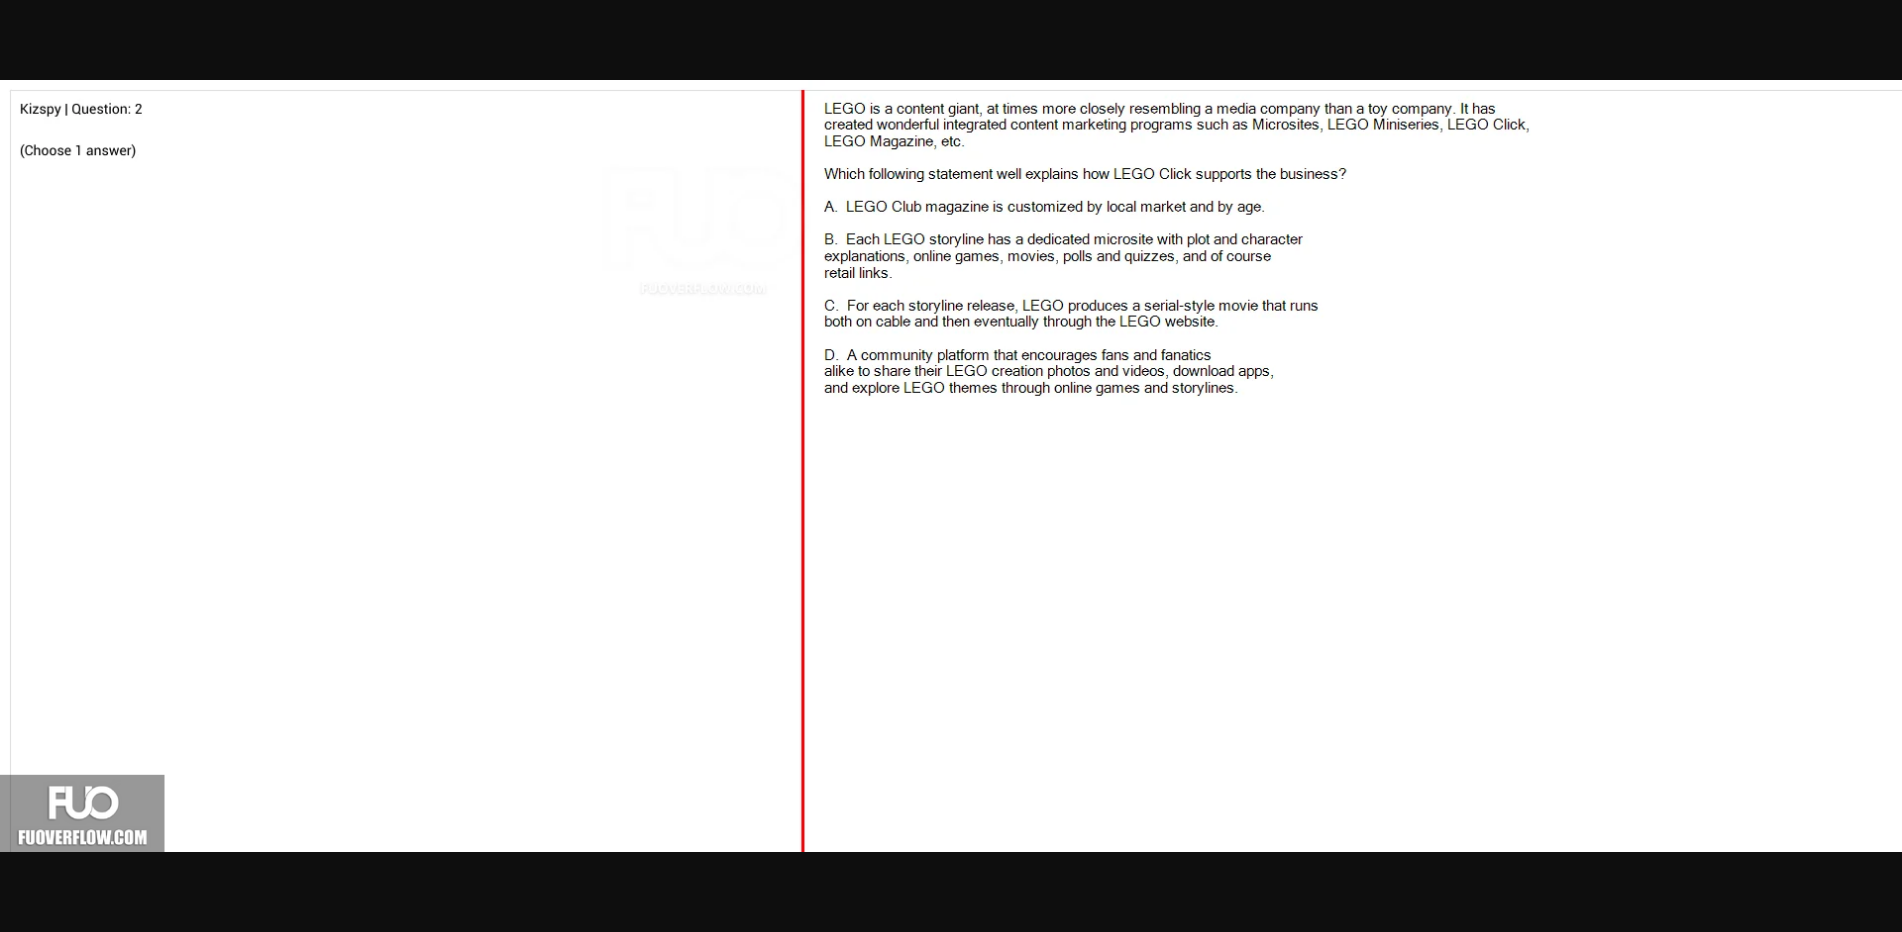 Kizspy | Question: 2
(Choose 1 answer)
LEGO is a content giant, at times more closely resembling a media company than a toy company. It has
created wonderful integrated content marketing programs such as Microsites, LEGO Miniseries, LEGO Click,
LEGO Magazine, etc.
Which following statement well explains how LEGO Click supports the business?
A. LEGO Club magazine is customized by local market and by age.
B. Each LEGO storyline has a dedicated microsite with plot and character
explanations, online games, movies, polls and quizzes, and of course
retail links.
C. For each storyline release, LEGO produces a serial-style movie that runs
both on cable and then eventually through the LEGO website.
D. A community platform that encourages fans and fanatics
alike to share their LEGO creation photos and videos, download apps,
and explore LEGO themes through online games and storylines.
FUO
FUOVERFLOW.COM
FUO
FUOVERFLOW.COM